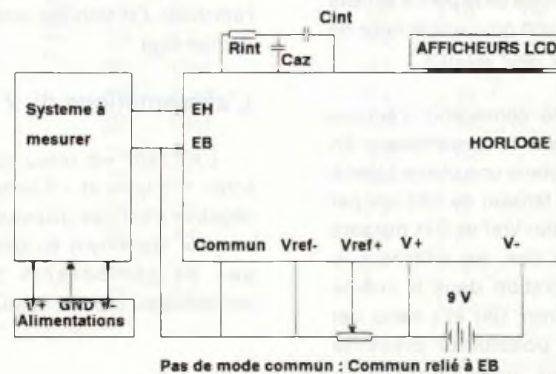 Cint
Rint
Caz
AFFICHEURS LCD
Systeme à
mesurer
EH
EB
HORLOGE
Commun Vref- Vref+ V+ V-
V+ GND V-
Alimentations
9 V
Pas de mode commun : Commun relié à EB